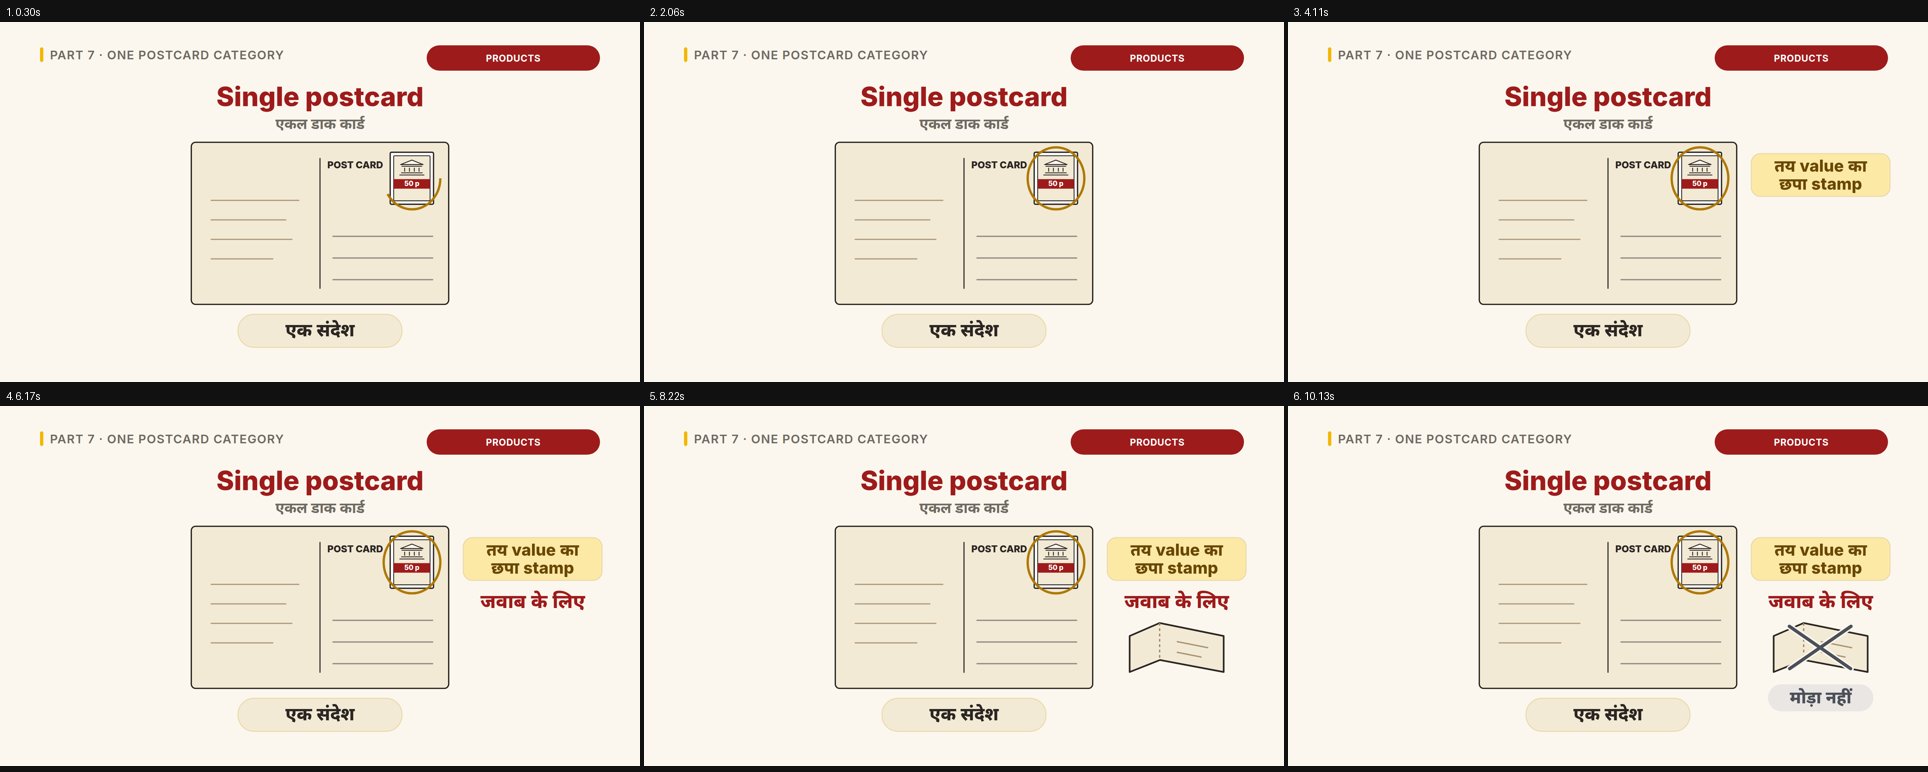 1. 0.30s
PART 7 · ONE POSTCARD CATEGORY
PRODUCTS
Single postcard
एकल डाक कार्ड
POST CARD
50 p
एक संदेश
2. 2.06s
PART 7 · ONE POSTCARD CATEGORY
PRODUCTS
Single postcard
एकल डाक कार्ड
POST CARD
50 p
एक संदेश
3. 4.11s
PART 7 · ONE POSTCARD CATEGORY
PRODUCTS
Single postcard
एकल डाक कार्ड
POST CARD
50 p
तय value का
छपा stamp
एक संदेश
4. 6.17s
PART 7 · ONE POSTCARD CATEGORY
PRODUCTS
Single postcard
एकल डाक कार्ड
POST CARD
50 p
तय value का
छपा stamp
जवाब के लिए
एक संदेश
5. 8.22s
PART 7 · ONE POSTCARD CATEGORY
PRODUCTS
Single postcard
एकल डाक कार्ड
POST CARD
50 p
तय value का
छपा stamp
जवाब के लिए
एक संदेश
6. 10.13s
PART 7 · ONE POSTCARD CATEGORY
PRODUCTS
Single postcard
एकल डाक कार्ड
POST CARD
50 p
तय value का
छपा stamp
जवाब के लिए
मोड़ा नहीं
एक संदेश